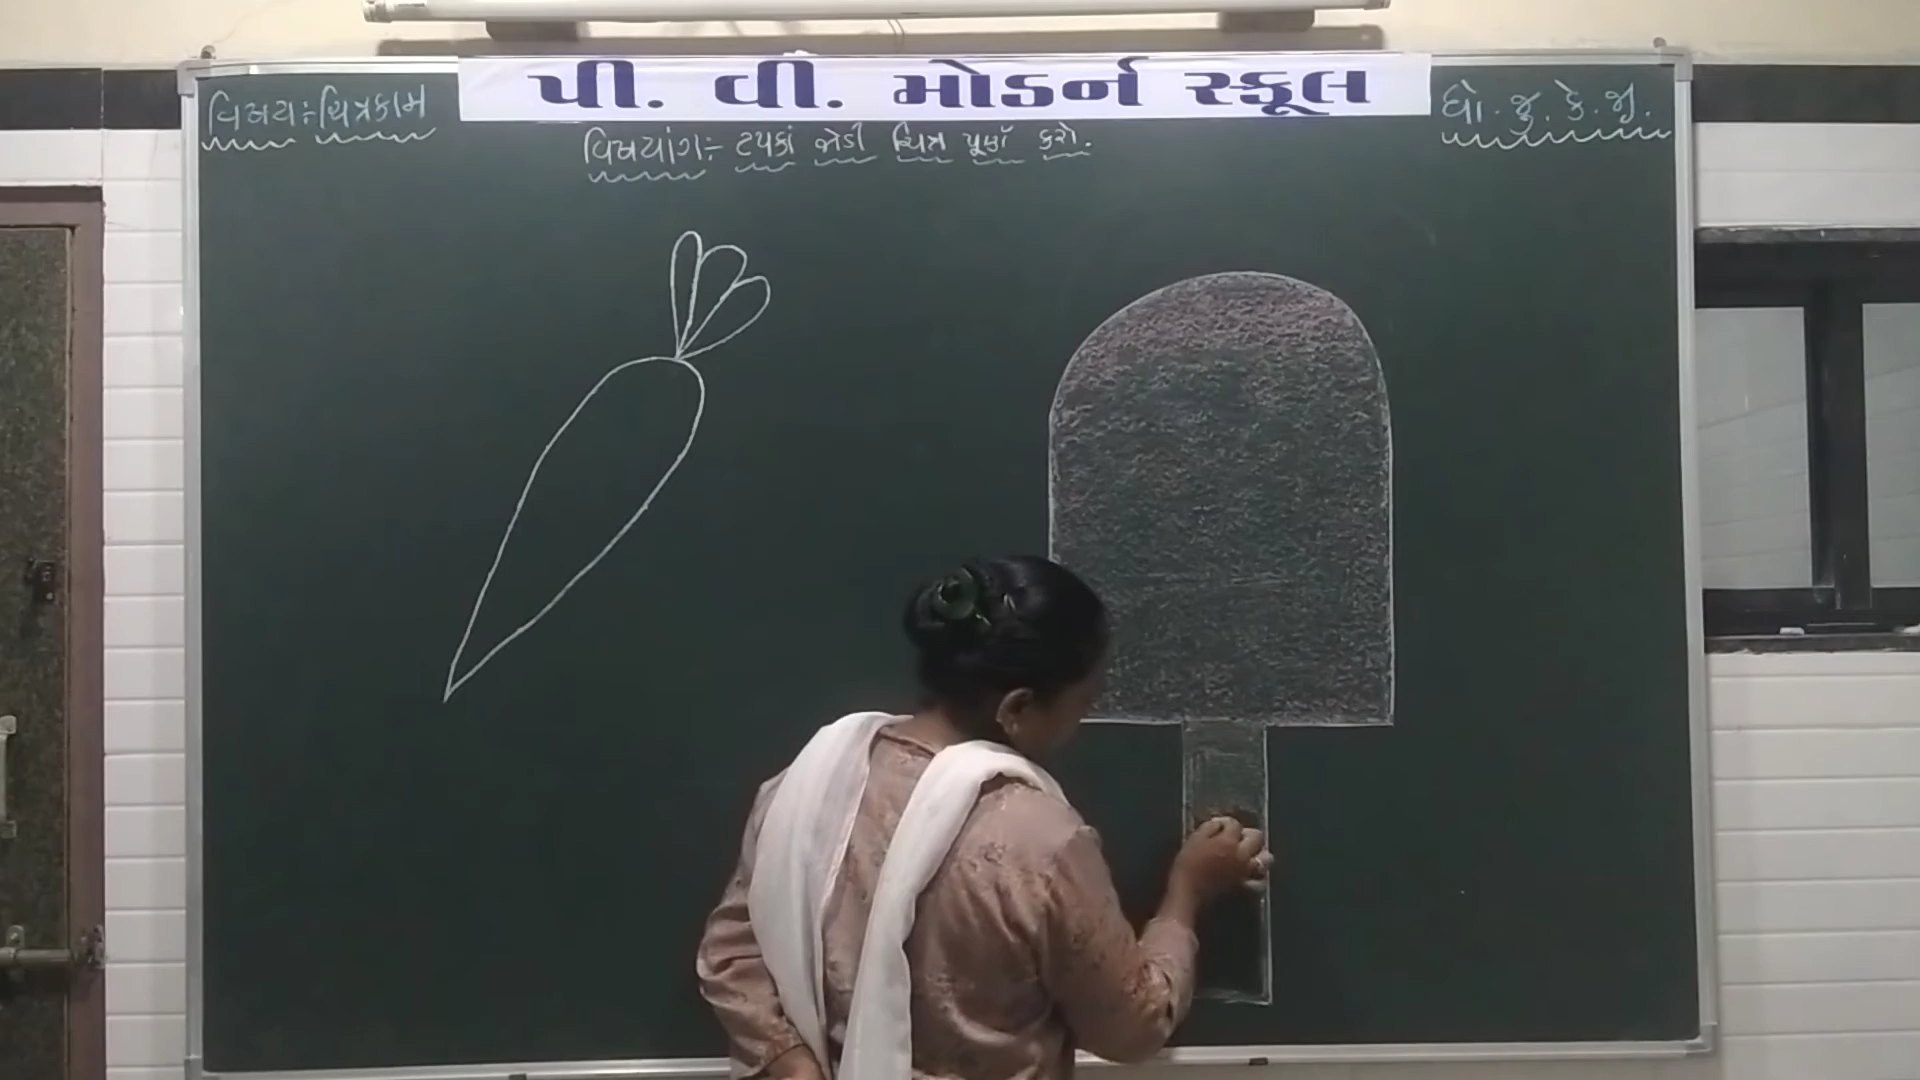 પી. વી. મોડર્ન સ્કૂલ
વિષય:- ચિત્રકામ
ધો. જુ. કે. જી.
વિષયાંગ:- ટપકાં જોડી ચિત્ર પૂર્ણ કરો.